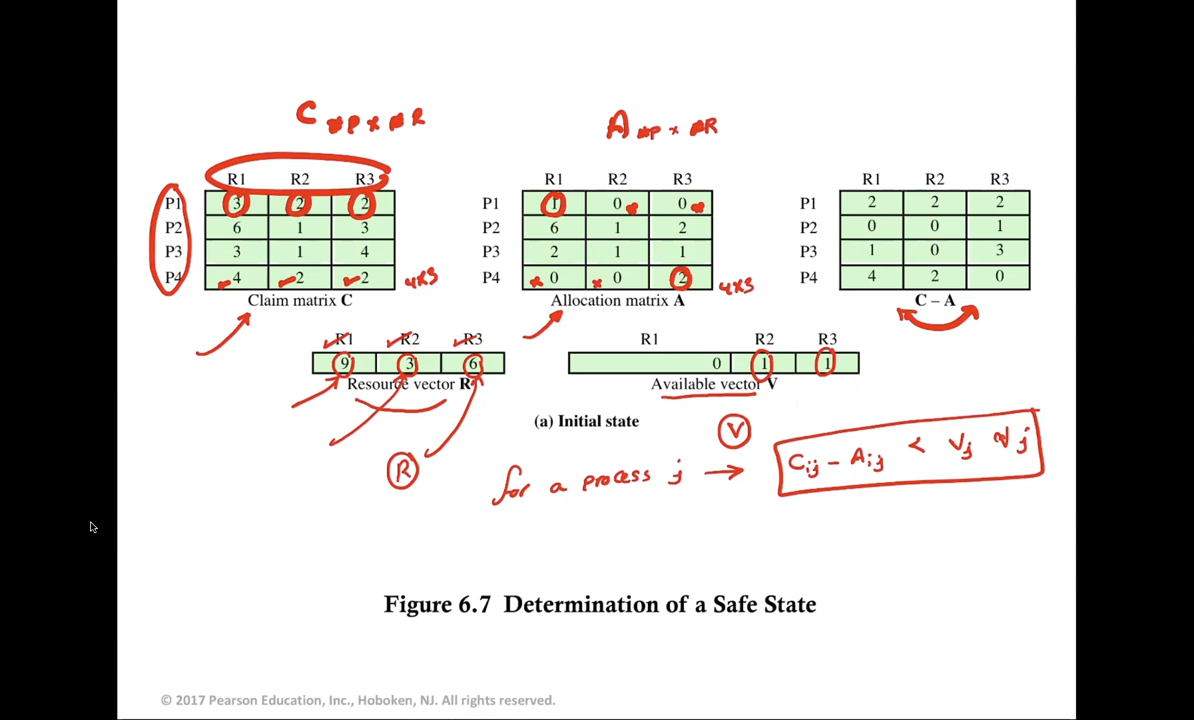 C #P x #R
A #P x #R
R1 R2 R3
P1 3 2 2
P2 6 1 3
P3 3 1 4
P4 4 2 2
4x3
Claim matrix C
R1 R2 R3
P1 1 0 0
P2 6 1 2
P3 2 1 1
P4 0 0 2
4x3
Allocation matrix A
R1 R2 R3
P1 2 2 2
P2 0 0 1
P3 1 0 3
P4 4 2 0
C – A
R1 R2 R3
9 3 6
Resource vector R
R1 R2 R3
0 1 1
Available vector V
(a) Initial state
R
V
for a process j → Cij - Aij < Vj ∀ j
Figure 6.7 Determination of a Safe State
© 2017 Pearson Education, Inc., Hoboken, NJ. All rights reserved.